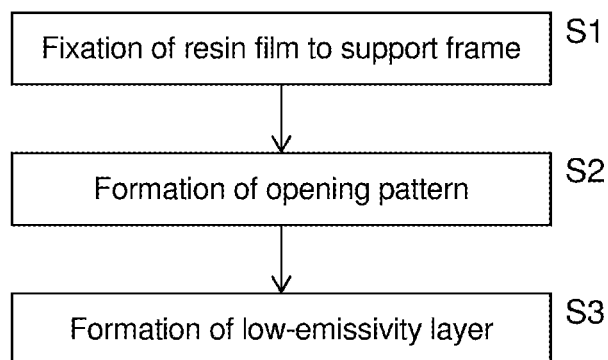 Fixation of resin film to support frame S1
Formation of opening pattern S2
Formation of low-emissivity layer S3